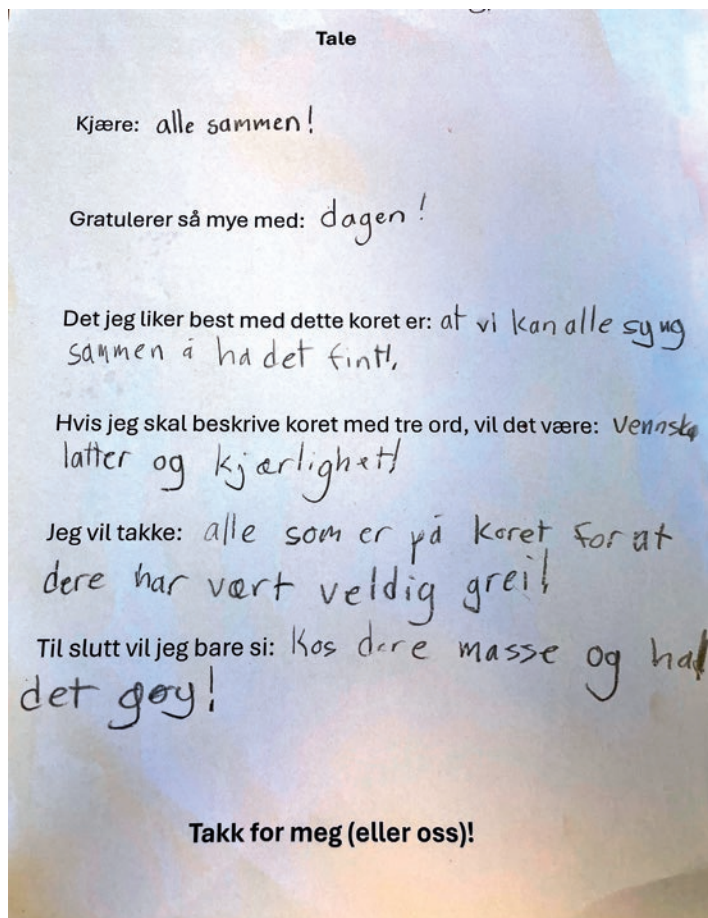 Tale
Kjære: alle sammen!
Gratulerer så mye med: dagen!
Det jeg liker best med dette koret er: at vi kan alle syng
sammen å ha det fint!
Hvis jeg skal beskrive koret med tre ord, vil det være:
latter og kjærlighet!
Jeg vil takke: alle som er på koret for at
dere har vært veldig grei!
Til slutt vil jeg bare si: Kos dere masse og ha
det gøy!
Takk for meg (eller oss)!